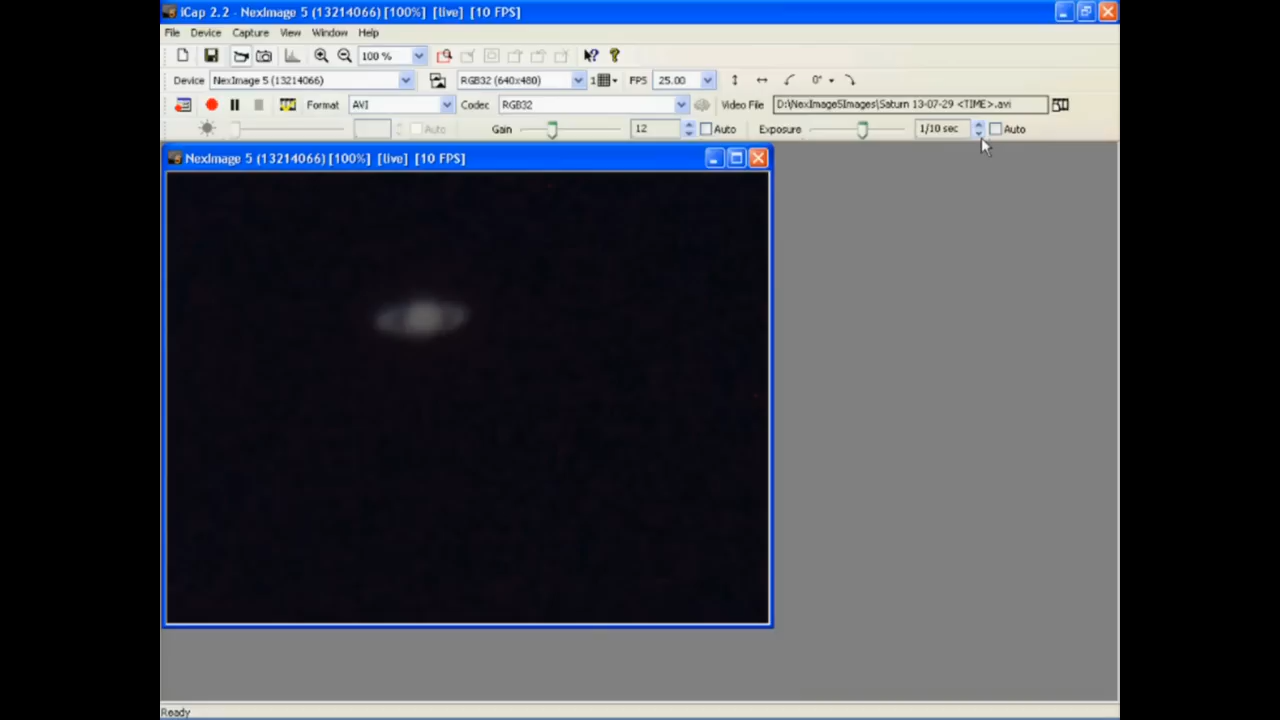 iCap 2.2 - NexImage 5 (13214066) [100%] [live] [10 FPS]
File Device Capture View Window Help
100 %
Device NexImage 5 (13214066) RGB32 (640x480) 1 FPS 25.00 0°
Format AVI Codec RGB32 Video File D:\NexImage5Images\Saturn 13-07-29 <TIME>.avi
Auto Gain 12 Auto Exposure 1/10 sec Auto
NexImage 5 (13214066) [100%] [live] [10 FPS]
Ready